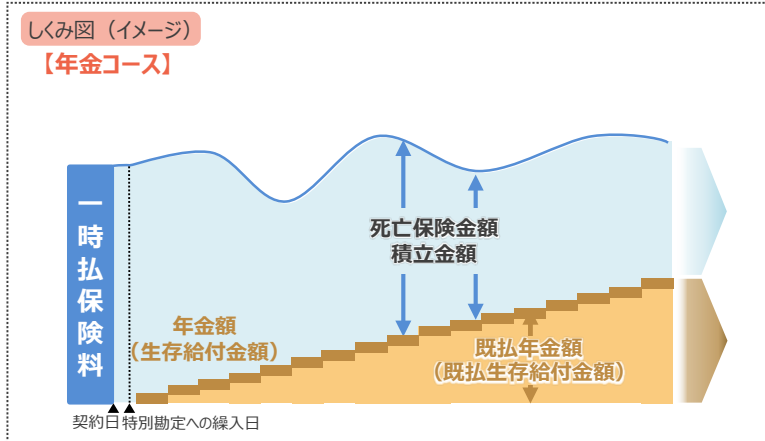 しくみ図（イメージ）
【年金コース】
一時払保険料
死亡保険金額
積立金額
年金額
（生存給付金額）
既払年金額
（既払生存給付金額）
契約日
特別勘定への繰入日